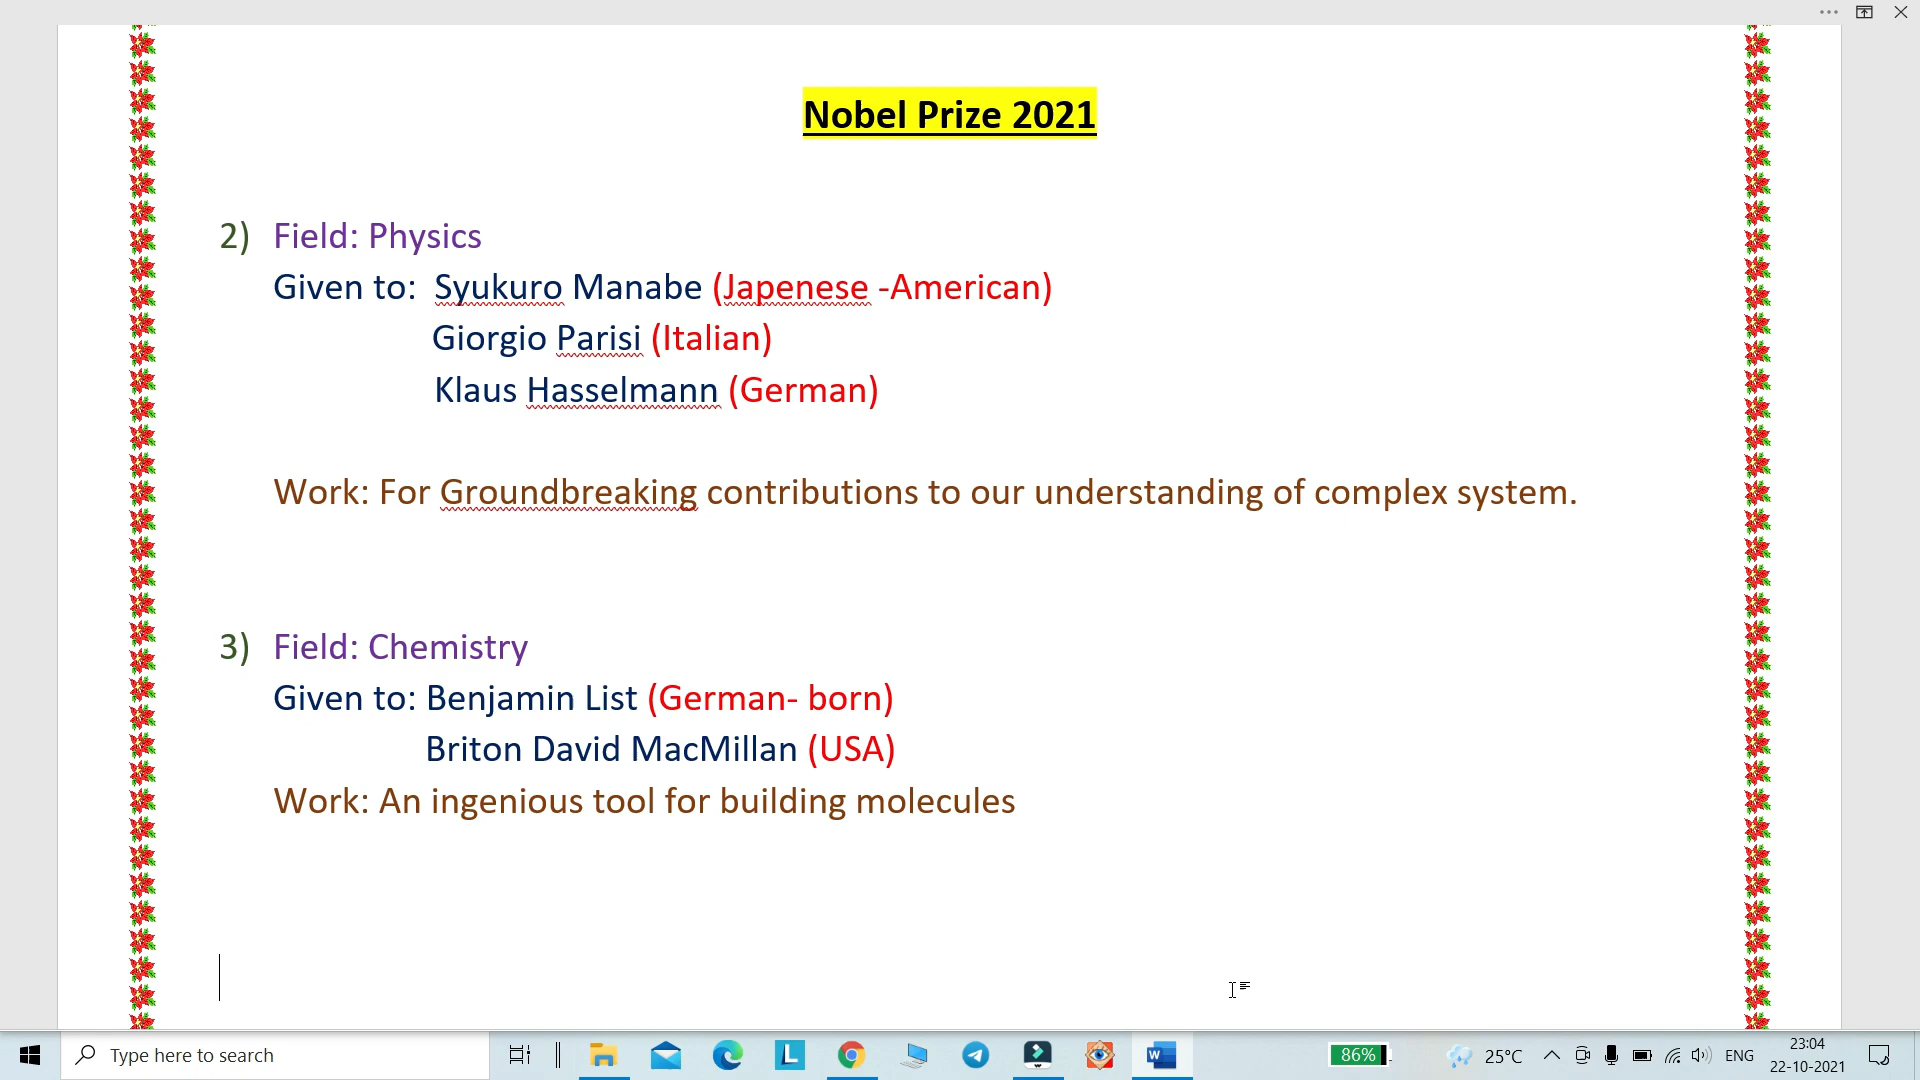 Nobel Prize 2021
2) Field: Physics
Given to: Syukuro Manabe (Japenese -American)
Giorgio Parisi (Italian)
Klaus Hasselmann (German)
Work: For Groundbreaking contributions to our understanding of complex system.
3) Field: Chemistry
Given to: Benjamin List (German- born)
Briton David MacMillan (USA)
Work: An ingenious tool for building molecules
Type here to search
L
W
86%
25°C
ENG
23:04
22-10-2021